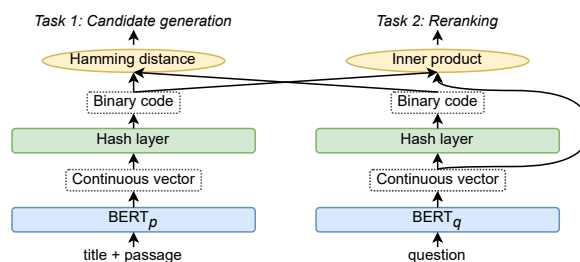 Task 1: Candidate generation
Task 2: Reranking
Hamming distance
Inner product
Binary code
Binary code
Hash layer
Hash layer
Continuous vector
Continuous vector
BERTp
BERTq
title + passage
question